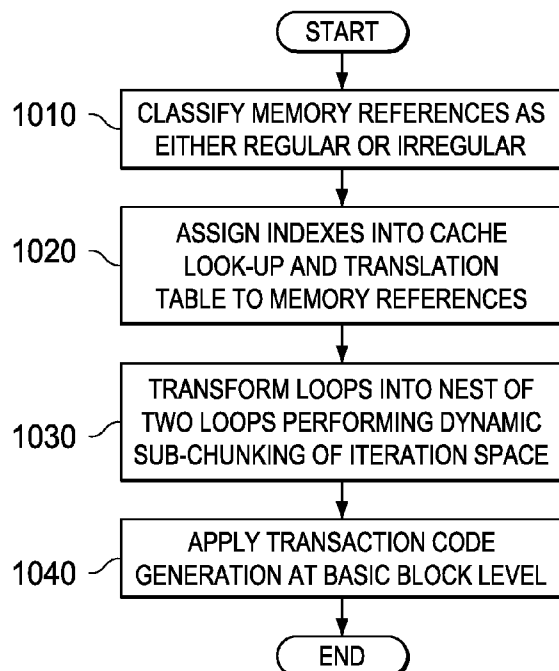 START
1010
CLASSIFY MEMORY REFERENCES AS
EITHER REGULAR OR IRREGULAR
1020
ASSIGN INDEXES INTO CACHE
LOOK-UP AND TRANSLATION
TABLE TO MEMORY REFERENCES
1030
TRANSFORM LOOPS INTO NEST OF
TWO LOOPS PERFORMING DYNAMIC
SUB-CHUNKING OF ITERATION SPACE
1040
APPLY TRANSACTION CODE
GENERATION AT BASIC BLOCK LEVEL
END